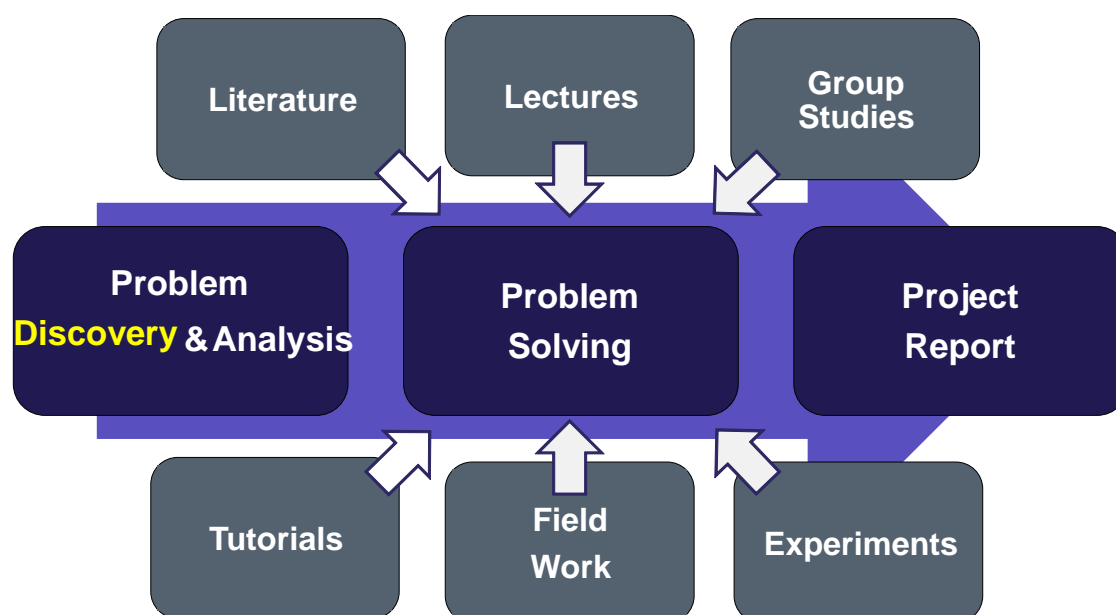 Literature
Lectures
Group
Studies
Problem
Discovery & Analysis
Problem
Solving
Project
Report
Tutorials
Field
Work
Experiments